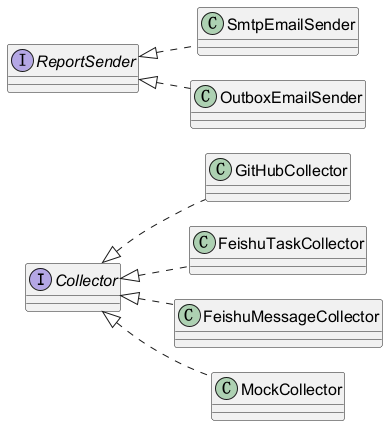 C SmtpEmailSender
I ReportSender
C OutboxEmailSender
C GitHubCollector
C FeishuTaskCollector
I Collector
C FeishuMessageCollector
C MockCollector